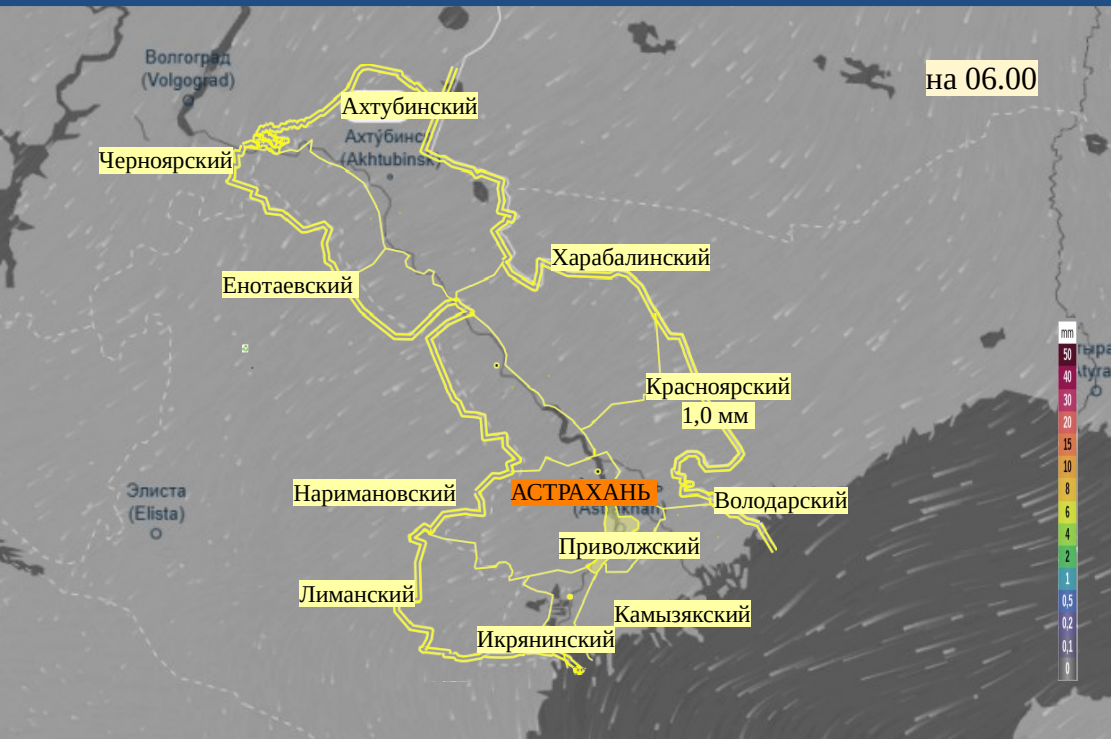 Волгоград
(Volgograd)
на 06.00
Ахтубинский
(Akhtubinsk)
Черноярский
Харабалинский
Енотаевский
mm
50
40
30
20
15
10
8
6
4
2
1
0,5
0,2
0,1
0
Красноярский
1,0 мм
Элиста
(Elista)
Наримановский
АСТРАХАНЬ
Володарский
Приволжский
Лиманский
Камызякский
Икрянинский